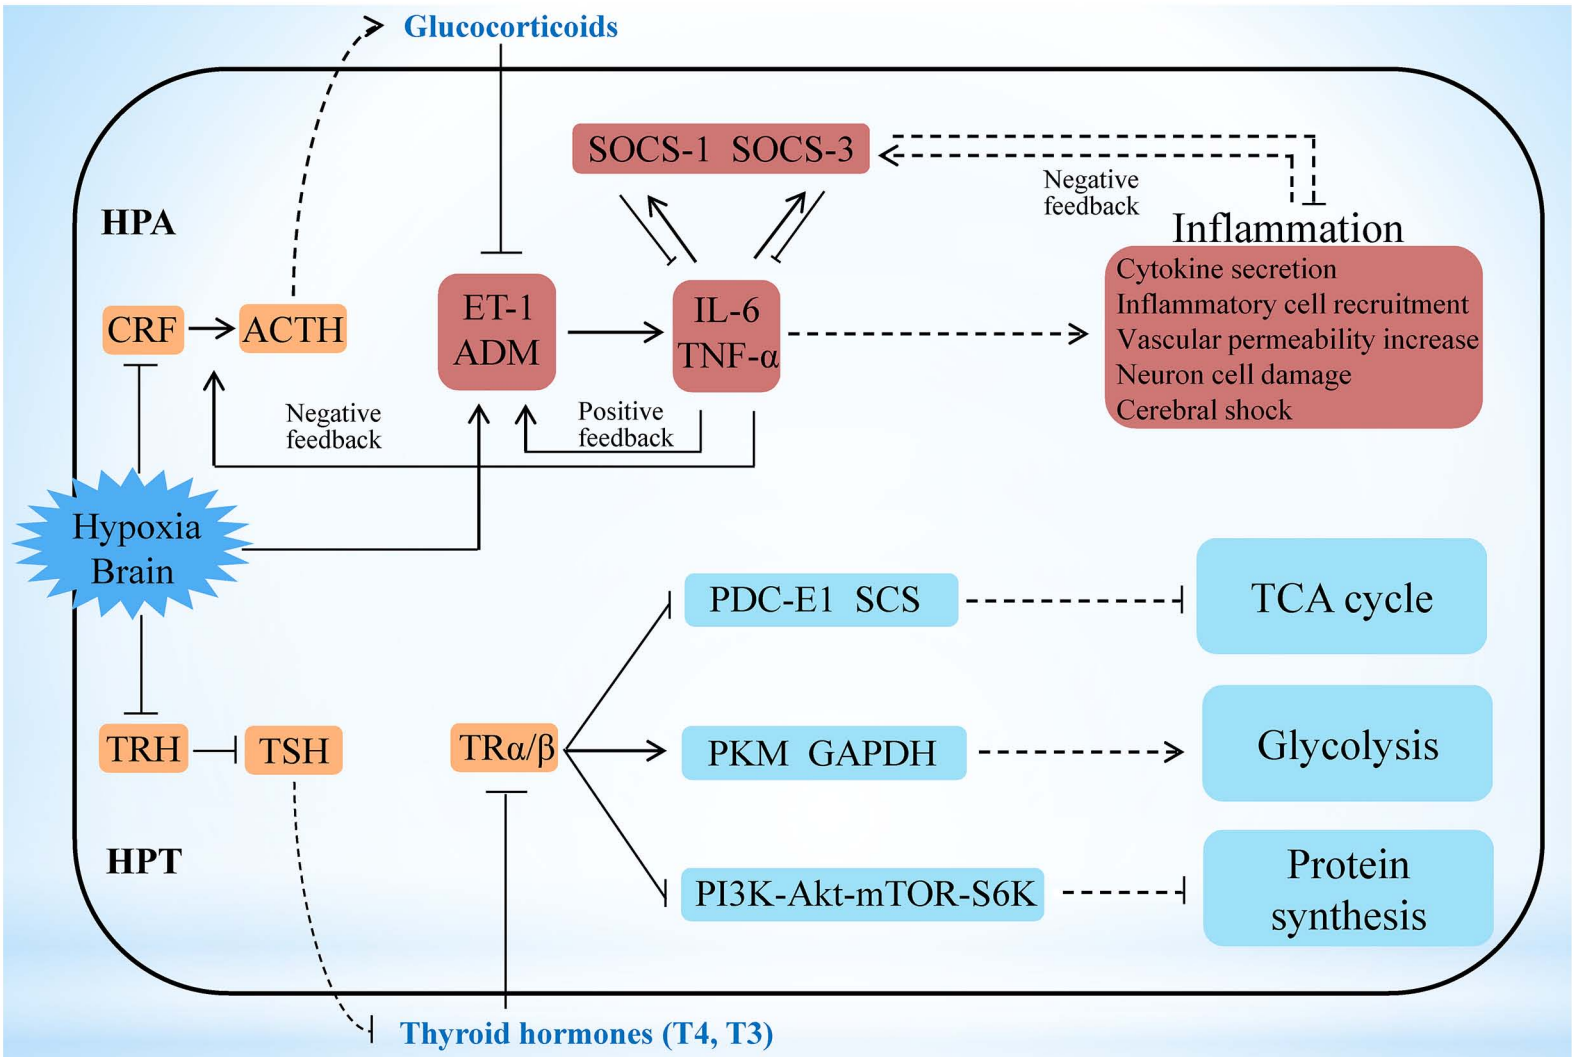 Glucocorticoids
SOCS-1 SOCS-3
Negative
feedback
HPA
Inflammation
Cytokine secretion
Inflammatory cell recruitment
Vascular permeability increase
Neuron cell damage
Cerebral shock
CRF
ACTH
ET-1
ADM
IL-6
TNF-α
Negative
feedback
Positive
feedback
Hypoxia
Brain
PDC-E1 SCS
TCA cycle
TRH
TSH
TRα/β
PKM GAPDH
Glycolysis
HPT
PI3K-Akt-mTOR-S6K
Protein
synthesis
Thyroid hormones (T4, T3)